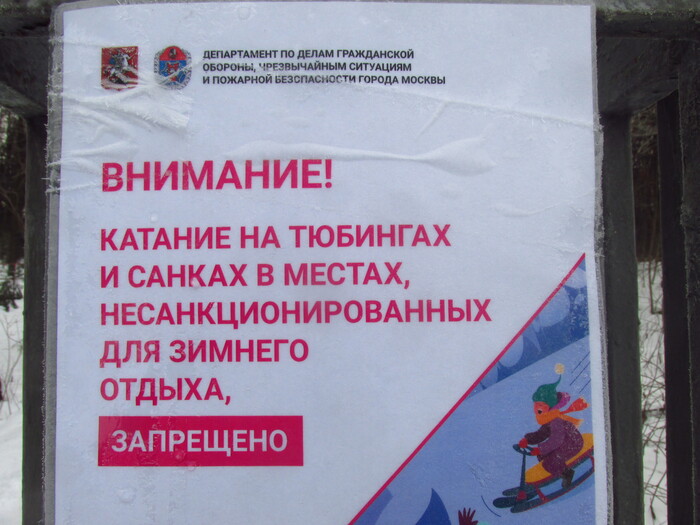 ДЕПАРТАМЕНТ ПО ДЕЛАМ ГРАЖДАНСКОЙ
ОБОРОНЫ, ЧРЕЗВЫЧАЙНЫМ СИТУАЦИЯМ
И ПОЖАРНОЙ БЕЗОПАСНОСТИ ГОРОДА МОСКВЫ
ВНИМАНИЕ!
КАТАНИЕ НА ТЮБИНГАХ
И САНКАХ В МЕСТАХ,
НЕСАНКЦИОНИРОВАННЫХ
ДЛЯ ЗИМНЕГО
ОТДЫХА,
ЗАПРЕЩЕНО